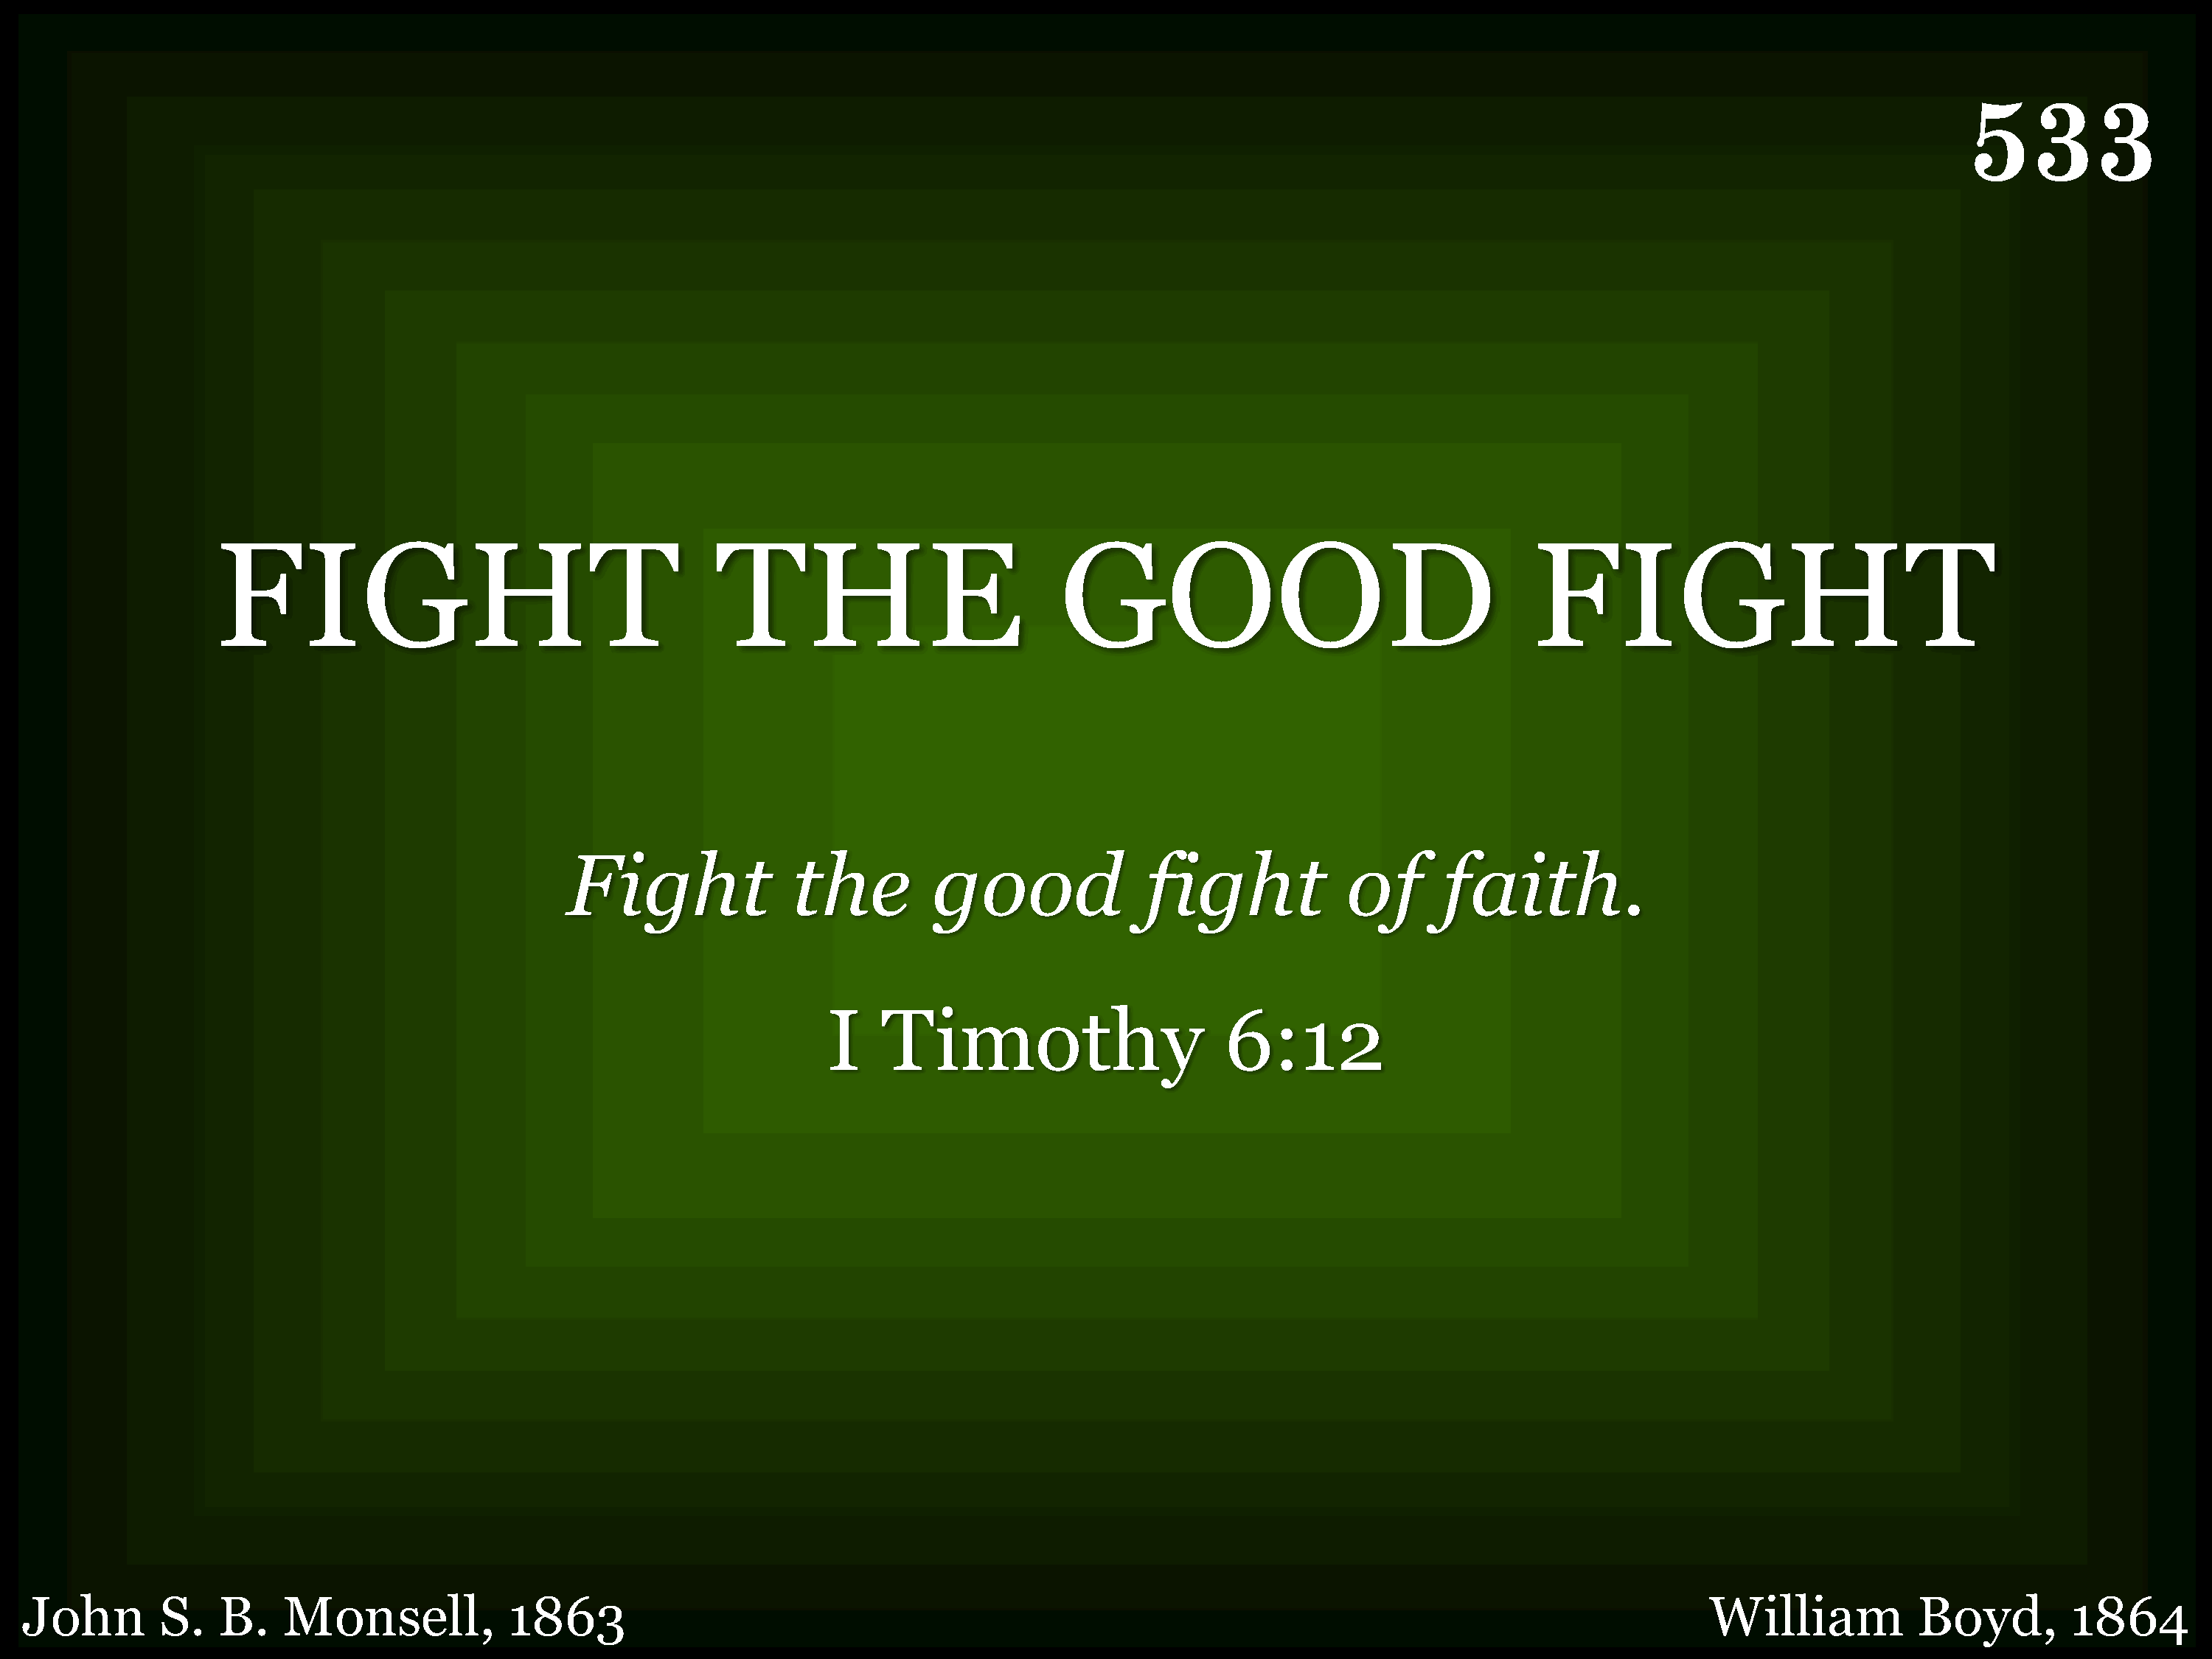 533
FIGHT THE GOOD FIGHT
Fight the good fight of faith.
I Timothy 6:12
John S. B. Monsell, 1863
William Boyd, 1864